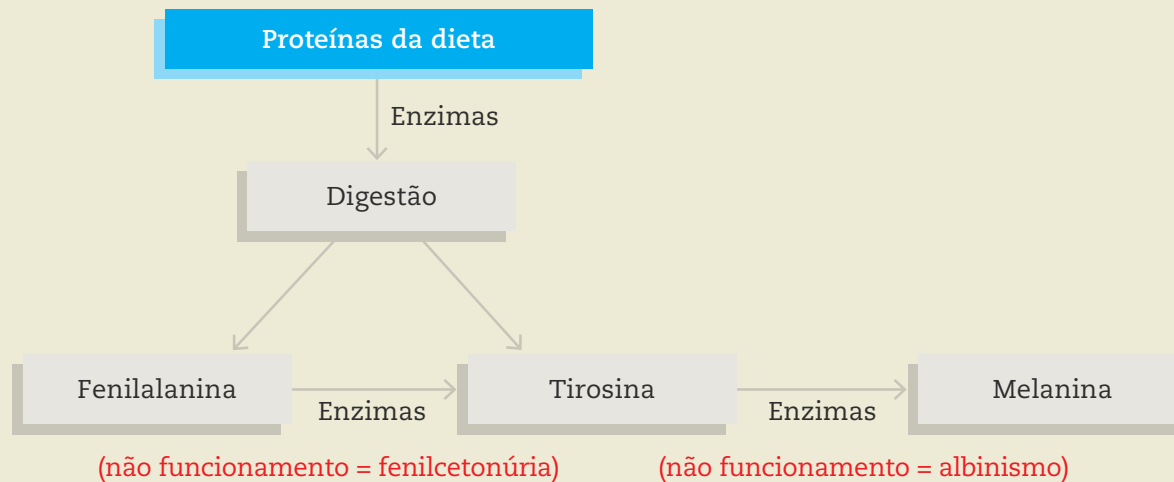 Proteínas da dieta
Enzimas
Digestão
Fenilalanina
Enzimas
Tirosina
Enzimas
Melanina
(não funcionamento = fenilcetonúria)
(não funcionamento = albinismo)